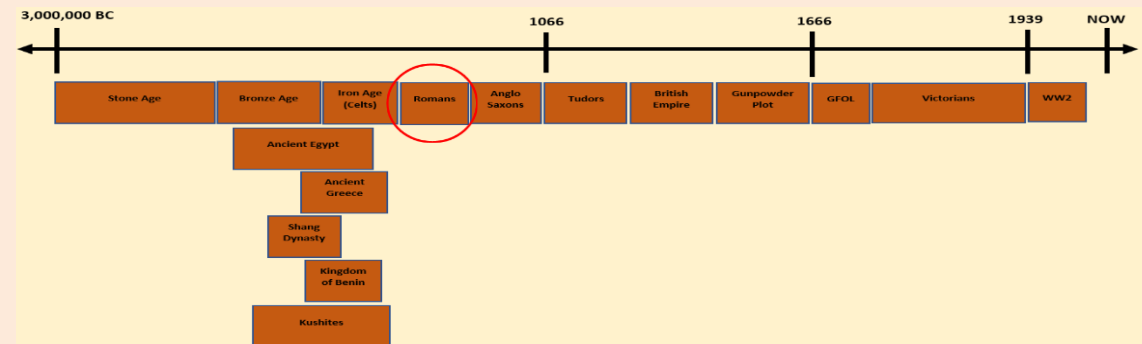 3,000,000 BC
1066
1666
1939
NOW
Stone Age
Bronze Age
Iron Age
(Celts)
Romans
Anglo
Saxons
Tudors
British
Empire
Gunpowder
Plot
GFOL
Victorians
WW2
Ancient Egypt
Ancient
Greece
Shang
Dynasty
Kingdom
of Benin
Kushites